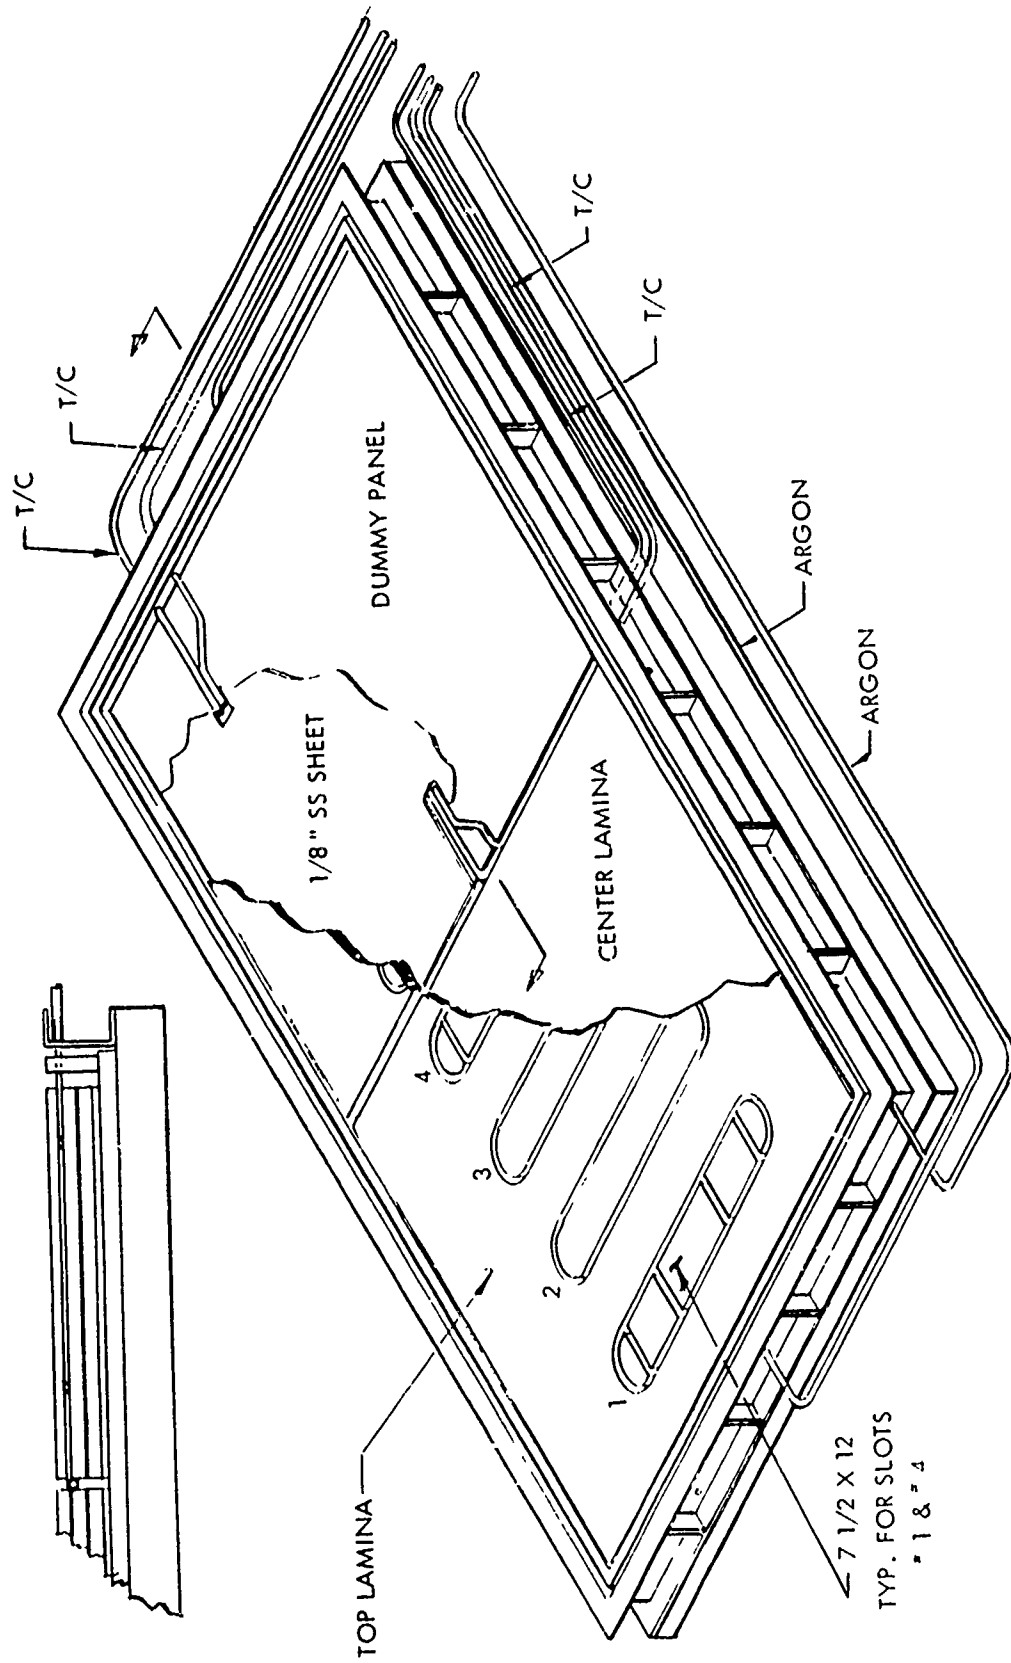 T/C
T/C
T/C
T/C
DUMMY PANEL
1/8" SS SHEET
CENTER LAMINA
ARGON
ARGON
TOP LAMINA
4
3
2
1
7 1/2 X 12
TYP. FOR SLOTS
# 1 & # 4